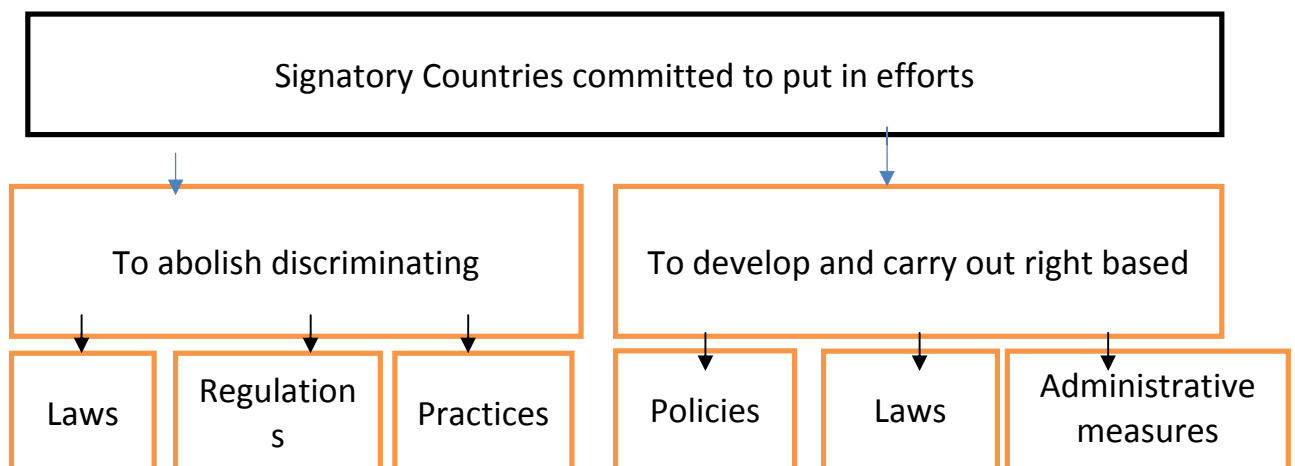 Signatory Countries committed to put in efforts
To abolish discriminating
To develop and carry out right based
Laws
Regulation
s
Practices
Policies
Laws
Administrative
measures